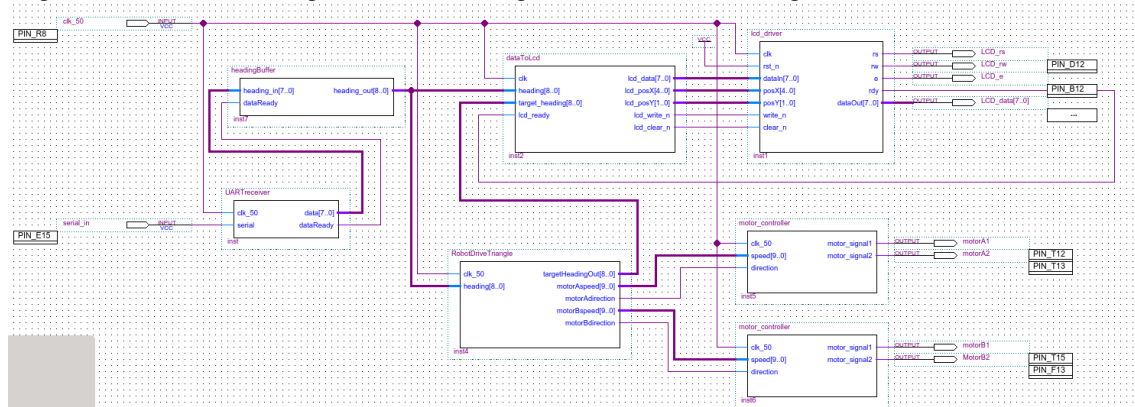 clk_50
INPUT
VCC
PIN_R8
headingBuffer
heading_in[7..0]
heading_out[8..0]
dataReady
inst7
UARTreceiver
clk_50
data[7..0]
serial
dataReady
inst
serial_in
INPUT
VCC
PIN_E15
dataToLcd
clk
lcd_data[7..0]
heading[8..0]
lcd_posX[4..0]
target_heading[8..0]
lcd_posY[1..0]
lcd_ready
lcd_write_n
lcd_clear_n
inst2
VCC
lcd_driver
clk
rs
rst_n
rw
dataIn[7..0]
e
posX[4..0]
rdy
posY[1..0]
dataOut[7..0]
write_n
clear_n
inst1
OUTPUT
LCD_rs
OUTPUT
LCD_rw
PIN_D12
OUTPUT
LCD_e
PIN_B12
OUTPUT
LCD_data[7..0]
...
RobotDriveTriangle
clk_50
targetHeadingOut[8..0]
heading[8..0]
motorAspeed[9..0]
motorAdirection
motorBspeed[9..0]
motorBdirection
inst4
motor_controller
clk_50
motor_signal1
speed[9..0]
motor_signal2
direction
inst5
OUTPUT
motorA1
OUTPUT
motorA2
PIN_T12
PIN_T13
motor_controller
clk_50
motor_signal1
speed[9..0]
motor_signal2
direction
inst6
OUTPUT
motorB1
OUTPUT
MotorB2
PIN_T15
PIN_F13